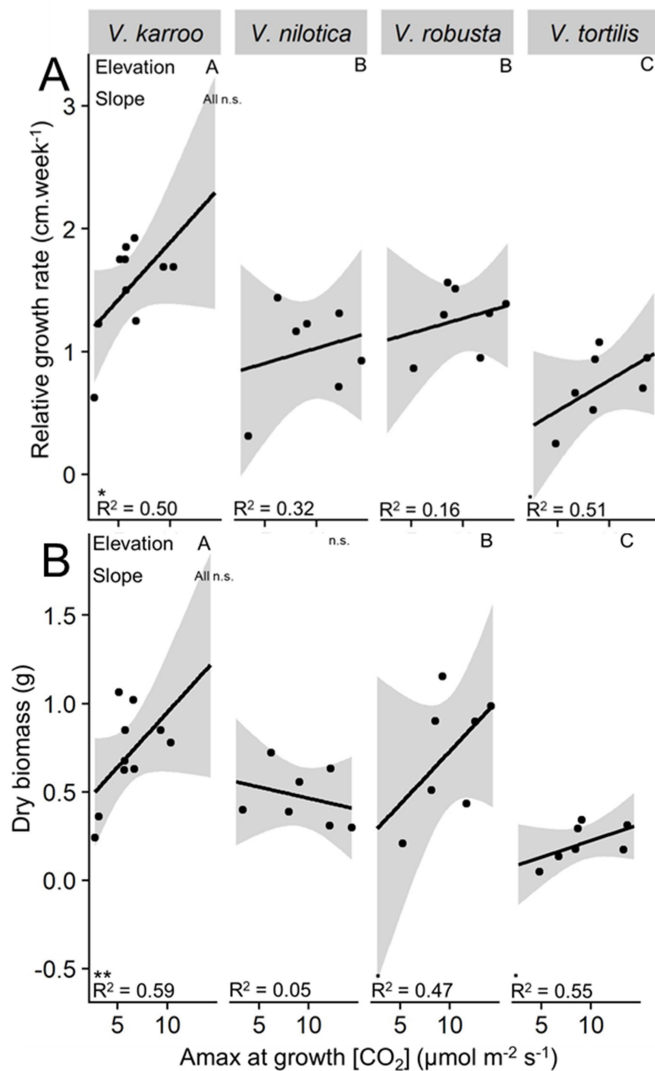 V. karroo V. nilotica V. robusta V. tortilis
A
Elevation A B B C
Slope All n.s.
Relative growth rate (cm.week⁻¹)
3
2
1
0
* .
R² = 0.50 R² = 0.32 R² = 0.16 R² = 0.51
B
Elevation A n.s. B C
Slope All n.s.
Dry biomass (g)
1.5
1.0
0.5
0.0
-0.5
** . .
R² = 0.59 R² = 0.05 R² = 0.47 R² = 0.55
5 10 5 10 5 10 5 10
Amax at growth [CO₂] (µmol m⁻² s⁻¹)